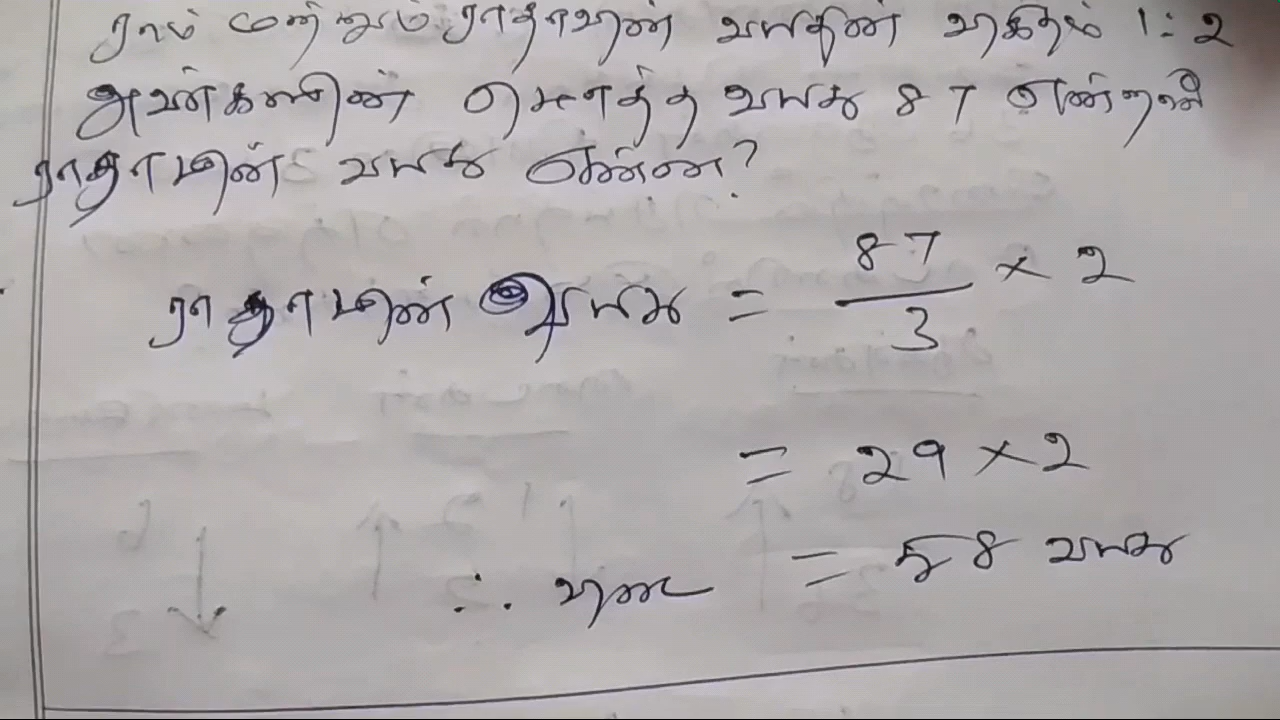 ராம் மற்றும் ராதாவின் வயதின் விகிதம் 1:2
அவர்களின் மொத்த வயது 87 என்றால்
ராதாவின் வயது என்ன?
ராதாவின் வயது = 87/3 × 2
= 29 × 2
∴ விடை = 58 வயது